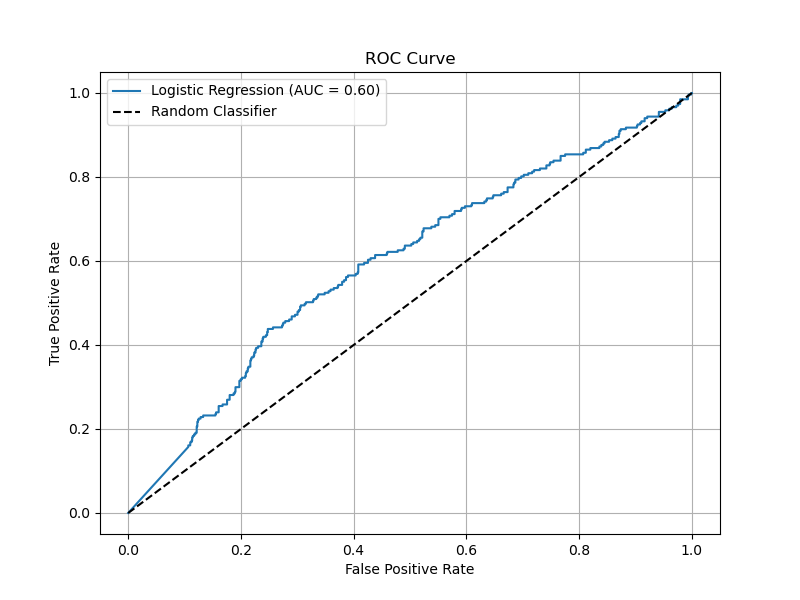 ROC Curve
Logistic Regression (AUC = 0.60)
Random Classifier
True Positive Rate
1.0
0.8
0.6
0.4
0.2
0.0
0.0 0.2 0.4 0.6 0.8 1.0
False Positive Rate